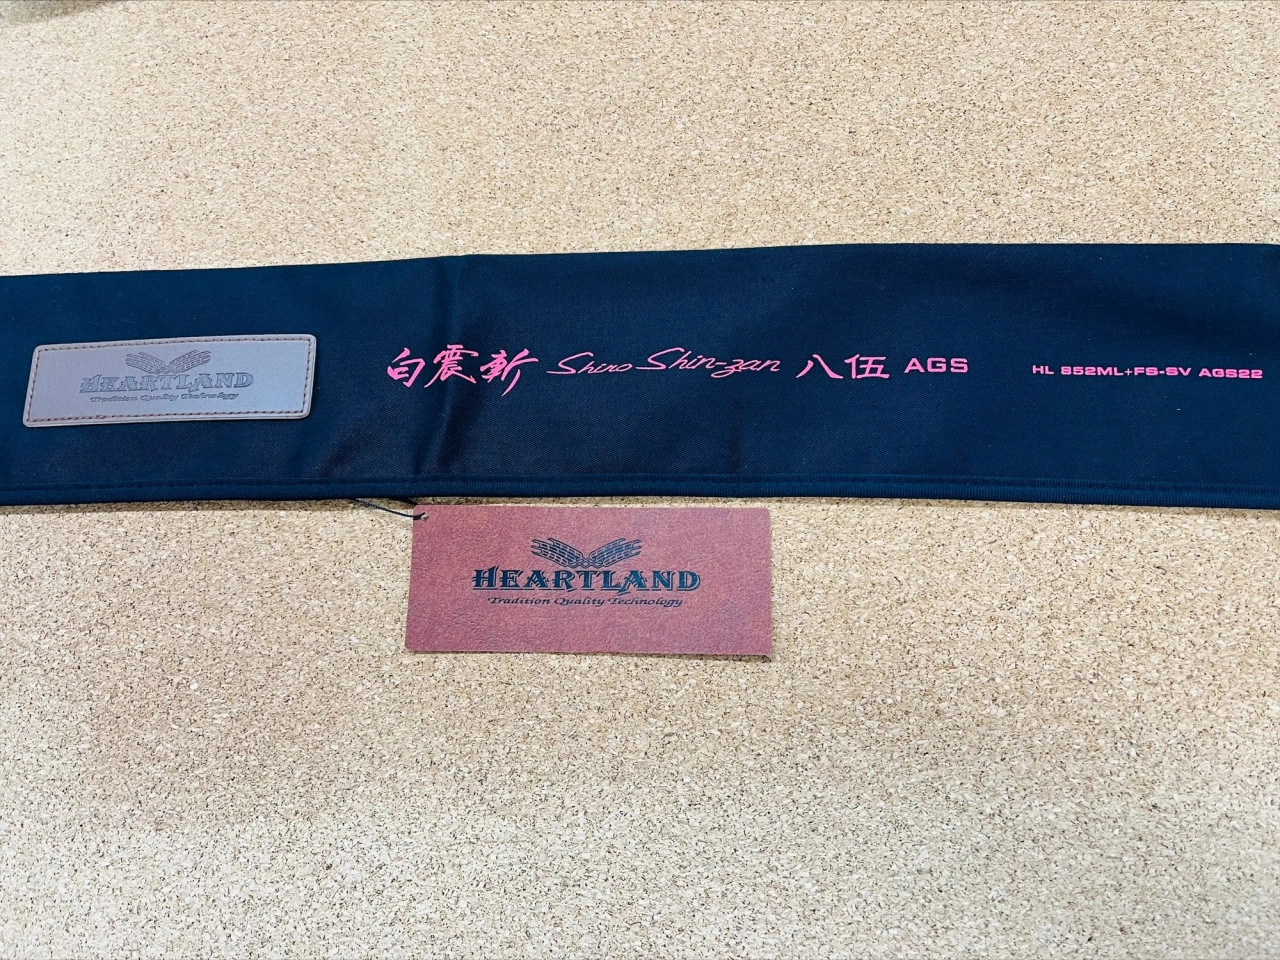 HEARTLAND
Tradition Quality Technology
白震斬 Shiro Shin-zan 八伍 AGS
HL 852ML+FS-SV AGS22
HEARTLAND
Tradition Quality Technology